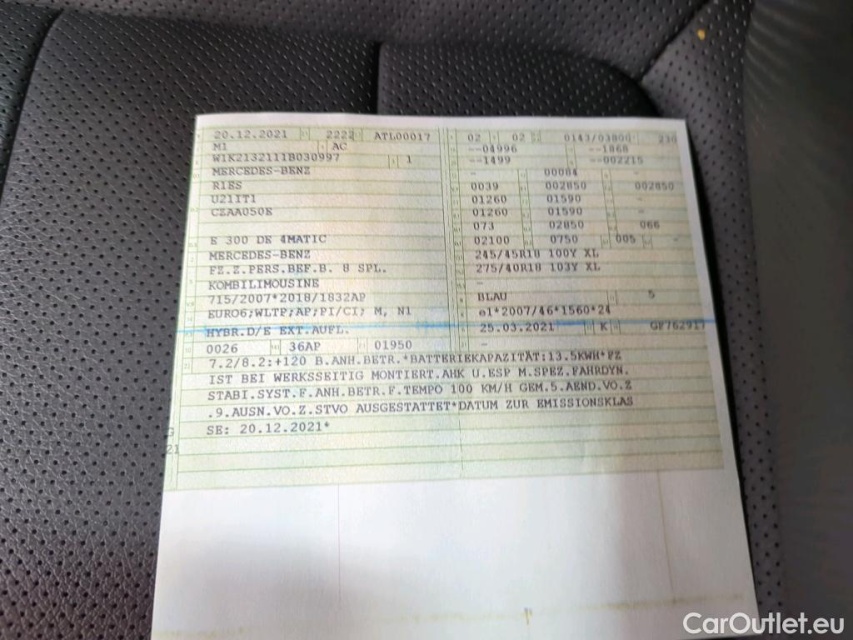 20.12.2021 2222 ATL00017 02 02 0143/03800 238
M1 AC --04996 --1868
W1K2132111B030997 1 --1499 --002215
MERCEDES-BENZ - 00084 -
R1ES 0039 002850 002850
U21IT1 01260 01590 -
CZAA050E 01260 01590 -
073 02850 066
E 300 DE 4MATIC 02100 0750 005 -
MERCEDES-BENZ 245/45R18 100Y XL
FZ.Z.PERS.BEF.B. 8 SPL. 275/40R18 103Y XL
KOMBILIMOUSINE -
715/2007*2018/1832AP BLAU 5
EURO6;WLTP;AP;PI/CI; M, N1 e1*2007/46*1560*24
HYBR.D/E EXT.AUFL. 25.03.2021 K GF762917
0026 36AP 01950
7.2/8.2:+120 B.ANH.BETR.*BATTERIEKAPAZITÄT:13.5KWH*FZ
IST BEI WERKSSEITIG MONTIERT.AHK U.ESP M.SPEZ.FAHRDYN.
STABI.SYST.F.ANH.BETR.F.TEMPO 100 KM/H GEM.5.AEND.VO.Z
.9.AUSN.VO.Z.STVO AUSGESTATTET*DATUM ZUR EMISSIONSKLAS
SE: 20.12.2021*
21
CarOutlet.eu